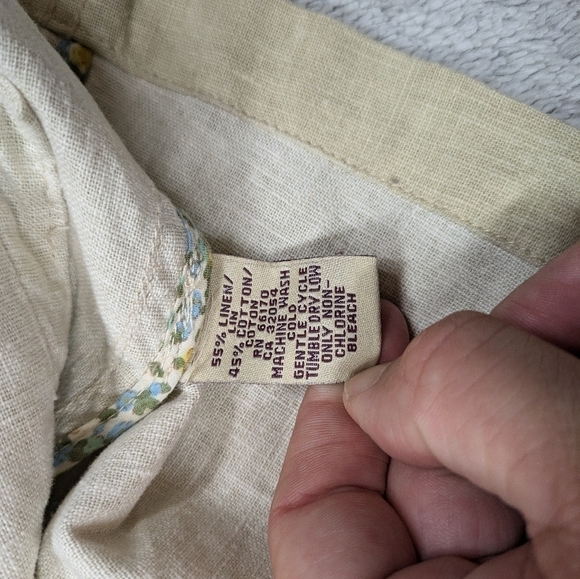 55% LINEN/
LIN
45% COTTON/
COTON
RN 66170
CA 32054
MACHINE WASH
COLD
GENTLE CYCLE
TUMBLE DRY LOW
ONLY NON-
CHLORINE
BLEACH